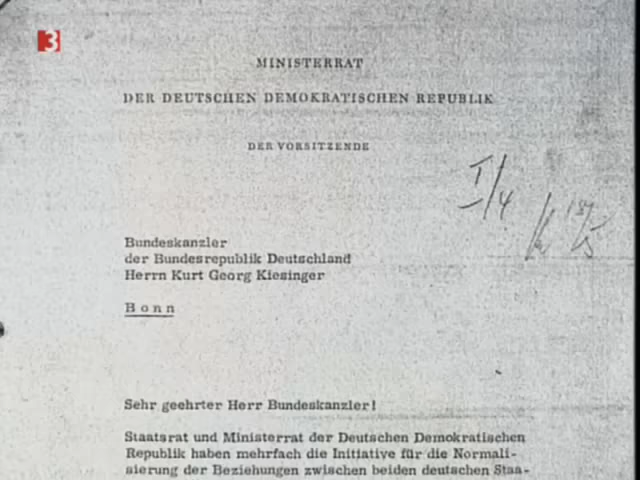 3
MINISTERRAT
DER DEUTSCHEN DEMOKRATISCHEN REPUBLIK
DER VORSITZENDE
I/4
Bundeskanzler
der Bundesrepublik Deutschland
Herrn Kurt Georg Kiesinger
Bonn
Sehr geehrter Herr Bundeskanzler!
Staatsrat und Ministerrat der Deutschen Demokratischen
Republik haben mehrfach die Initiative für die Normali-
sierung der Beziehungen zwischen beiden deutschen Staa-